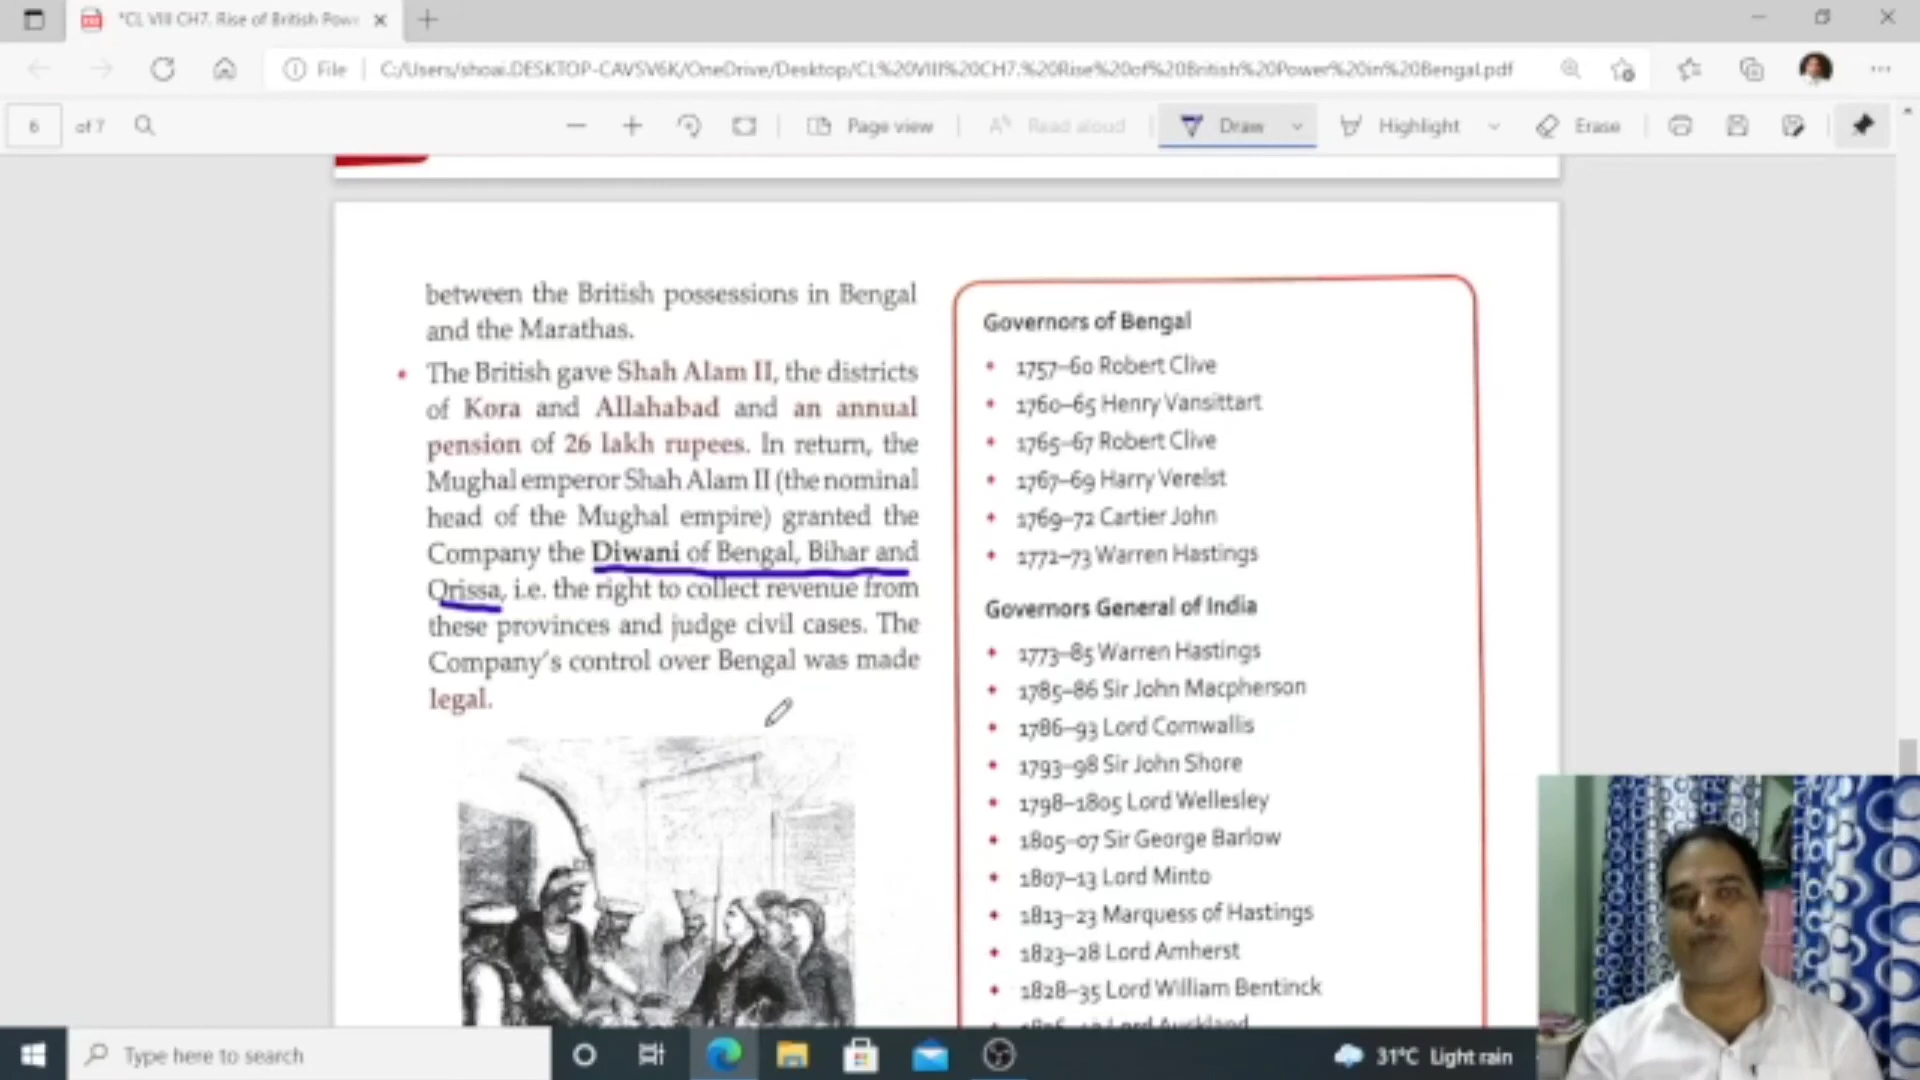 *CL VIII CH7. Rise of British Powe
File
C:/Users/shoai.DESKTOP-CAVSV6K/OneDrive/Desktop/CL%20VIII%20CH7.%20Rise%20of%20British%20Power%20in%20Bengal.pdf
6 of 7
Page view
Read aloud
Draw
Highlight
Erase
between the British possessions in Bengal
and the Marathas.
• The British gave Shah Alam II, the districts
of Kora and Allahabad and an annual
pension of 26 lakh rupees. In return, the
Mughal emperor Shah Alam II (the nominal
head of the Mughal empire) granted the
Company the Diwani of Bengal, Bihar and
Orissa, i.e. the right to collect revenue from
these provinces and judge civil cases. The
Company's control over Bengal was made
legal.
Governors of Bengal
• 1757–60 Robert Clive
• 1760–65 Henry Vansittart
• 1765–67 Robert Clive
• 1767–69 Harry Verelst
• 1769–72 Cartier John
• 1772–73 Warren Hastings
Governors General of India
• 1773–85 Warren Hastings
• 1785–86 Sir John Macpherson
• 1786–93 Lord Cornwallis
• 1793–98 Sir John Shore
• 1798–1805 Lord Wellesley
• 1805–07 Sir George Barlow
• 1807–13 Lord Minto
• 1813–23 Marquess of Hastings
• 1823–28 Lord Amherst
• 1828–35 Lord William Bentinck
Lord Auckland
Type here to search
31°C Light rain